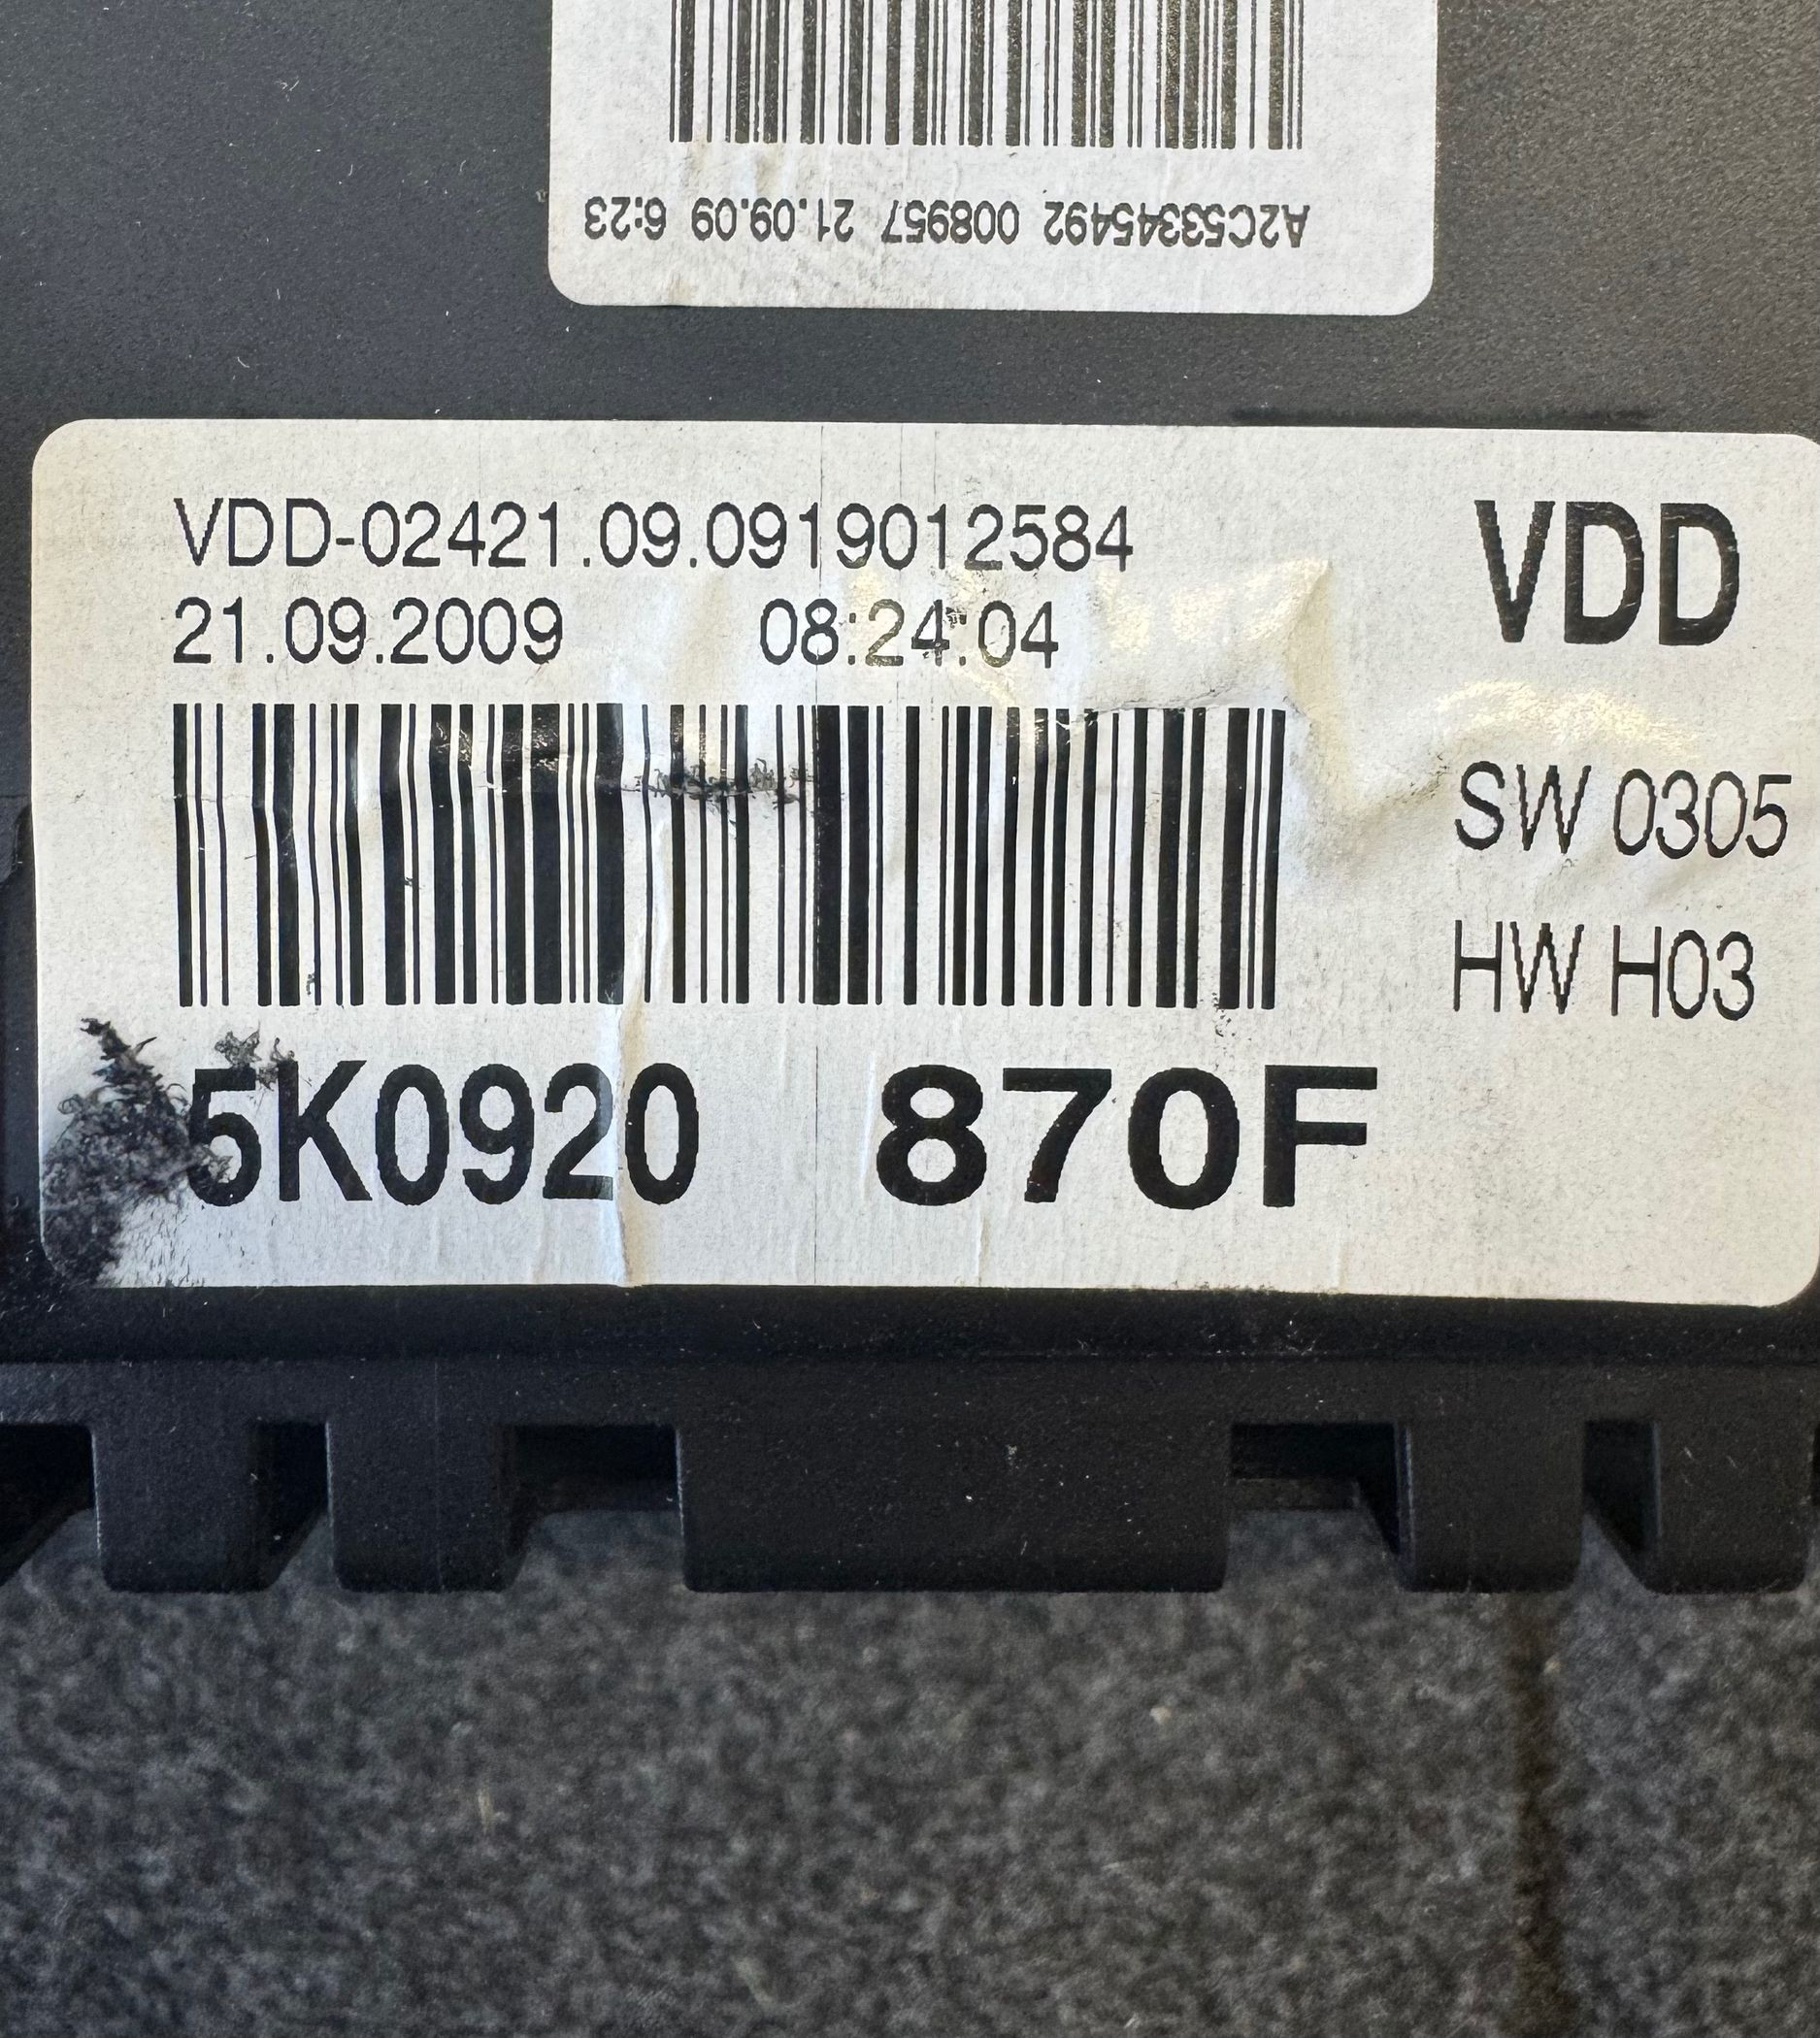 A2C53345492 008957 21.09.09 6:23
VDD-02421.09.0919012584
21.09.2009 08:24:04
VDD
SW 0305
HW H03
5K0920 870F